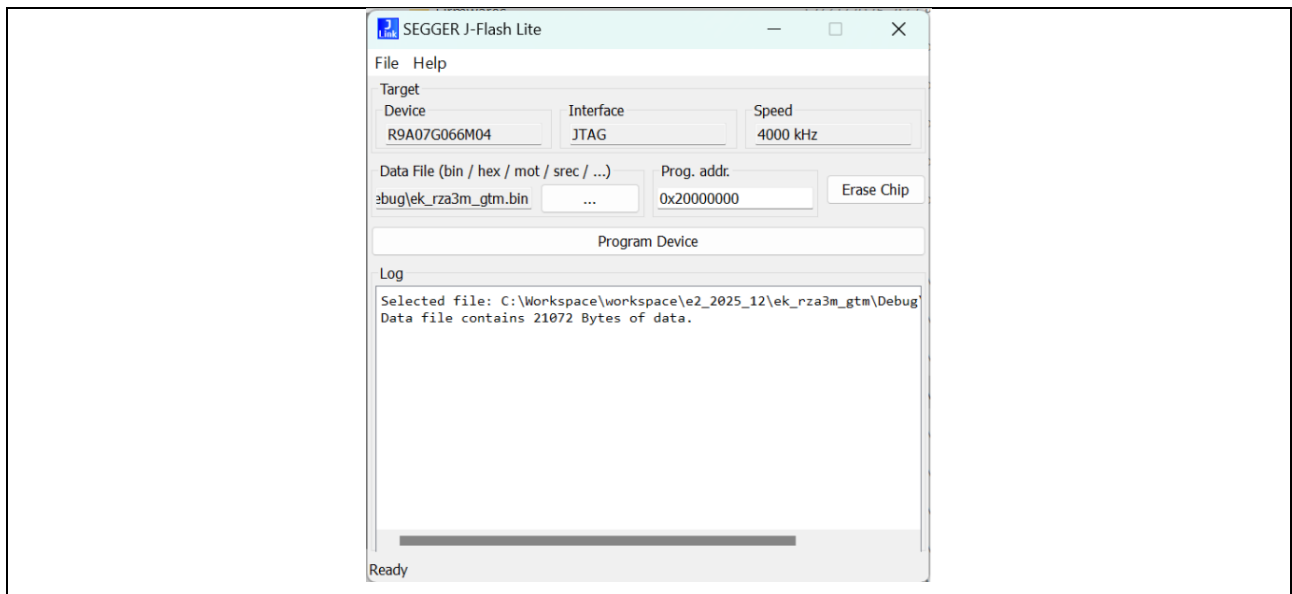 SEGGER J-Flash Lite
File Help
Target
Device Interface Speed
R9A07G066M04 JTAG 4000 kHz
Data File (bin / hex / mot / srec / ...) Prog. addr.
ebug\ek_rza3m_gtm.bin ... 0x20000000 Erase Chip
Program Device
Log
Selected file: C:\Workspace\workspace\e2_2025_12\ek_rza3m_gtm\Debug\
Data file contains 21072 Bytes of data.
Ready